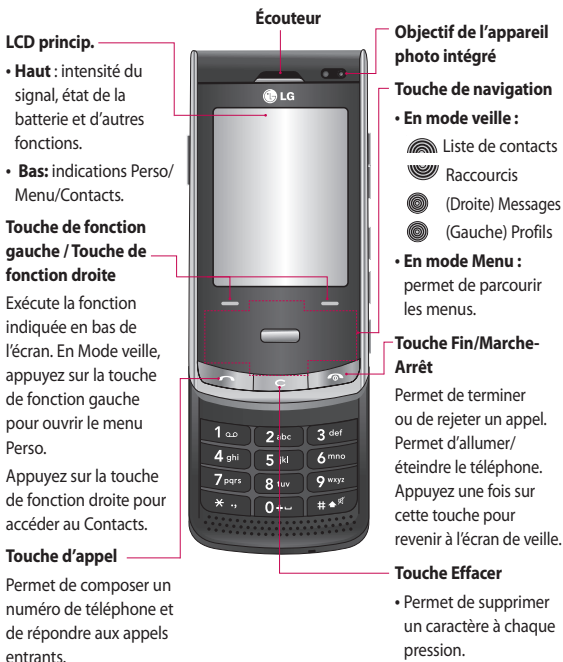 Écouteur
LCD princip.
• Haut : intensité du
signal, état de la
batterie et d'autres
fonctions.
• Bas: indications Perso/
Menu/Contacts.
Touche de fonction
gauche / Touche de
fonction droite
Exécute la fonction
indiquée en bas de
l'écran. En Mode veille,
appuyez sur la touche
de fonction gauche
pour ouvrir le menu
Perso.
Appuyez sur la touche
de fonction droite pour
accéder au Contacts.
Touche d'appel
Permet de composer un
numéro de téléphone et
de répondre aux appels
entrants.
LG
C
1
2 abc
3 def
4 ghi
5 jkl
6 mno
7 pqrs
8 tuv
9 wxyz
* .,
0 +
#
Objectif de l'appareil
photo intégré
Touche de navigation
• En mode veille :
Liste de contacts
Raccourcis
(Droite) Messages
(Gauche) Profils
• En mode Menu :
permet de parcourir
les menus.
Touche Fin/Marche-
Arrêt
Permet de terminer
ou de rejeter un appel.
Permet d'allumer/
éteindre le téléphone.
Appuyez une fois sur
cette touche pour
revenir à l'écran de veille.
Touche Effacer
• Permet de supprimer
un caractère à chaque
pression.